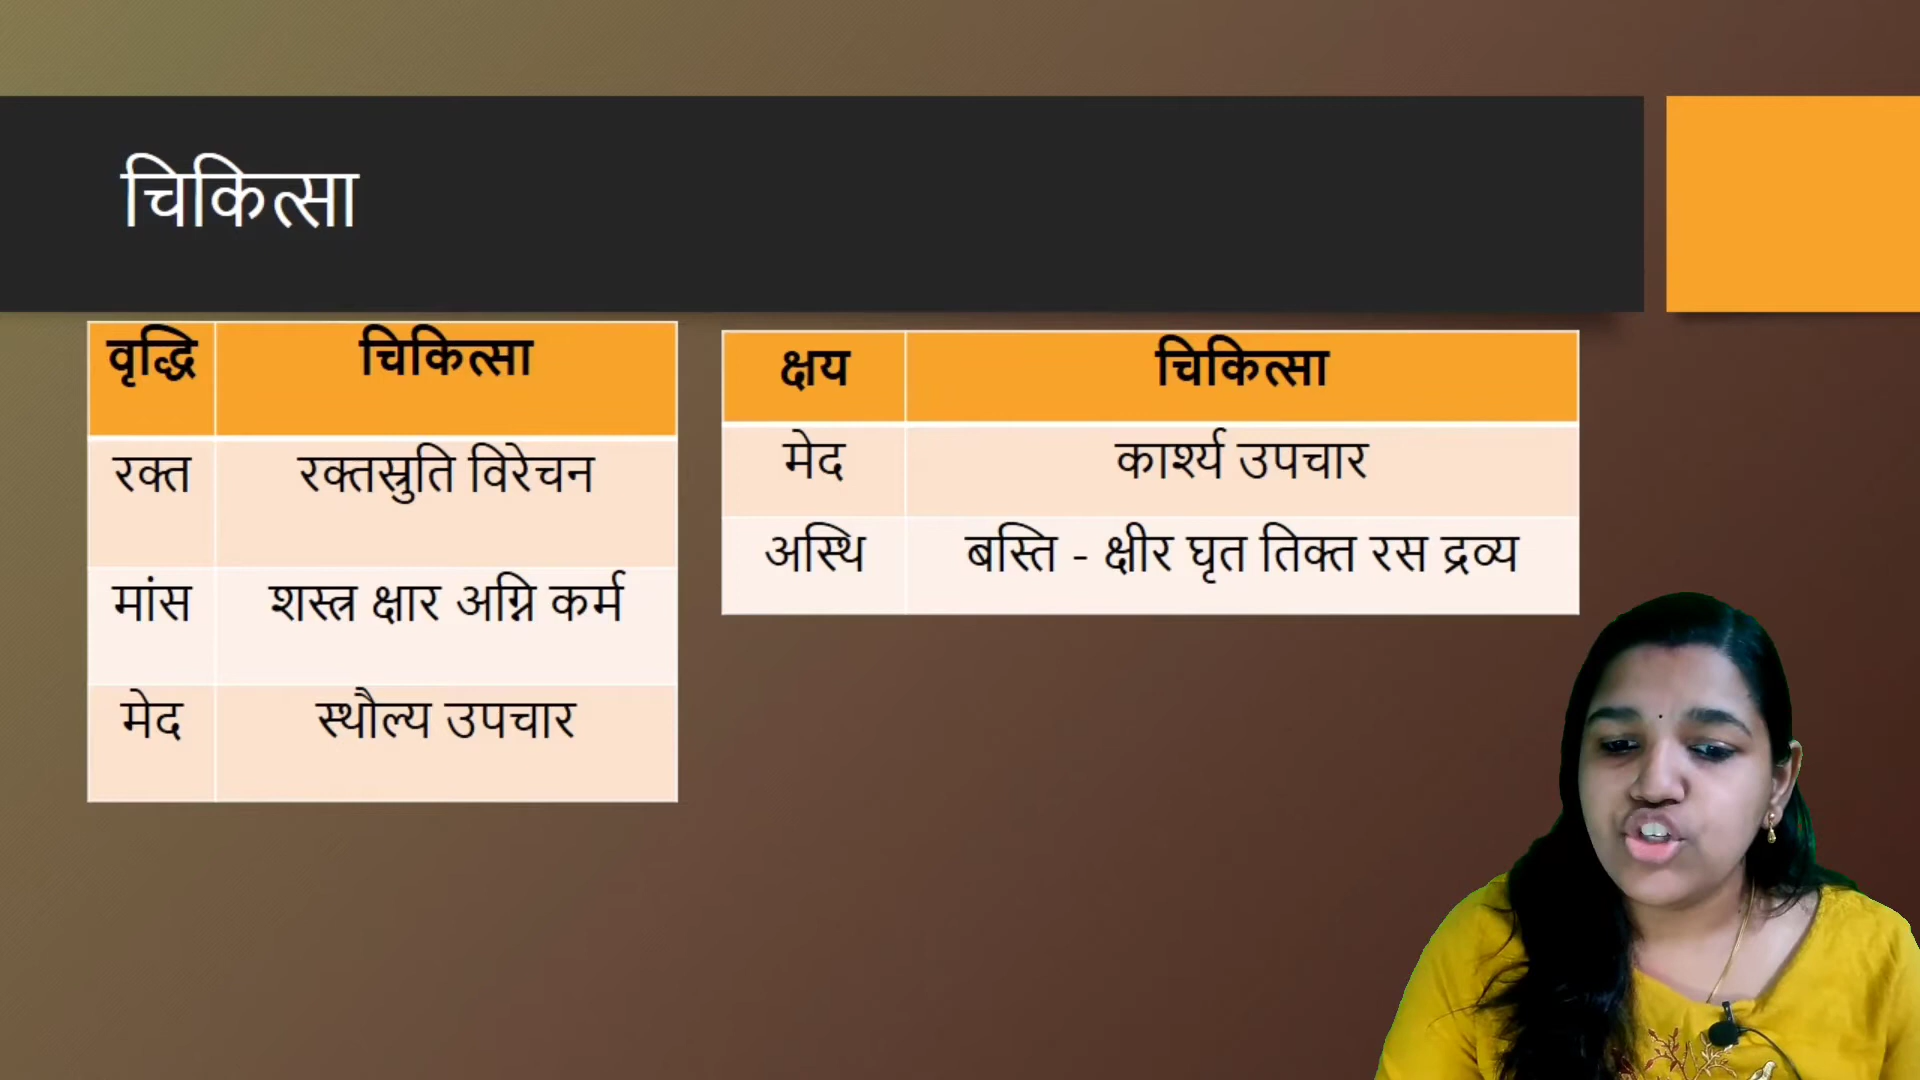 चिकित्सा
वृद्धि चिकित्सा
रक्त रक्तस्रुति विरेचन
मांस शस्त्र क्षार अग्नि कर्म
मेद स्थौल्य उपचार
क्षय चिकित्सा
मेद कार्श्य उपचार
अस्थि बस्ति - क्षीर घृत तिक्त रस द्रव्य